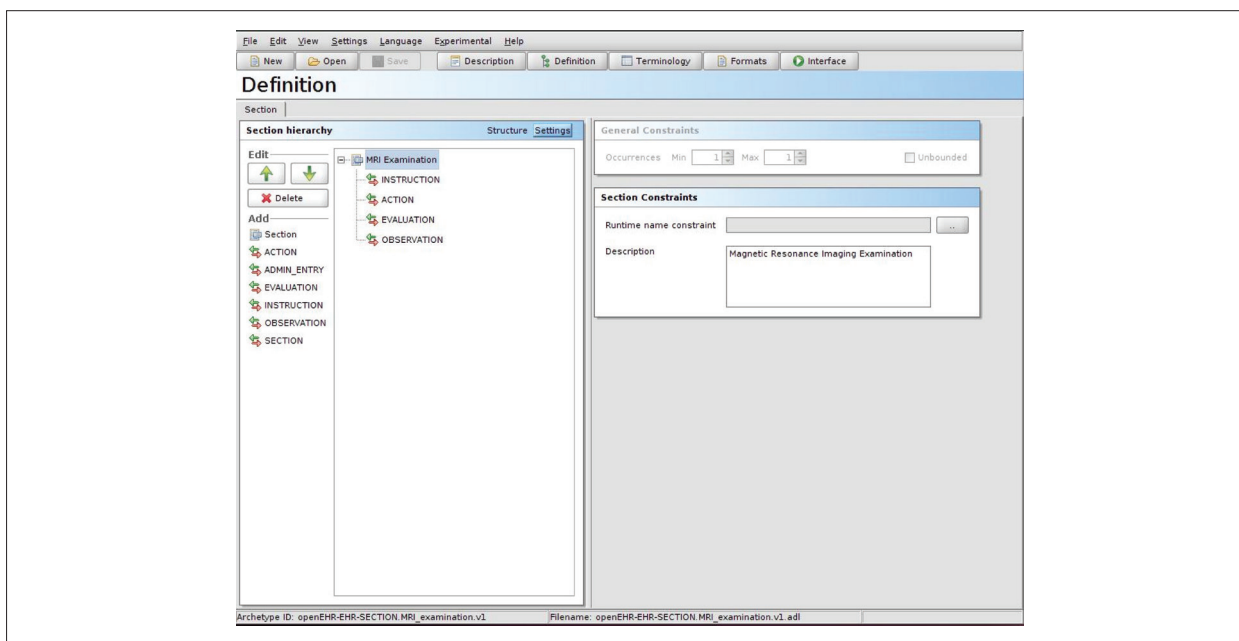 File Edit View Settings Language Experimental Help
New Open Save Description Definition Terminology Formats Interface
Definition
Section
Section hierarchy Structure Settings
Edit
Delete
Add
Section
ACTION
ADMIN_ENTRY
EVALUATION
INSTRUCTION
OBSERVATION
SECTION
MRI Examination
INSTRUCTION
ACTION
EVALUATION
OBSERVATION
General Constraints
Occurrences Min 1 Max 1 Unbounded
Section Constraints
Runtime name constraint ..
Description Magnetic Resonance Imaging Examination
Archetype ID: openEHR-EHR-SECTION.MRI_examination.v1 Filename: openEHR-EHR-SECTION.MRI_examination.v1.adl